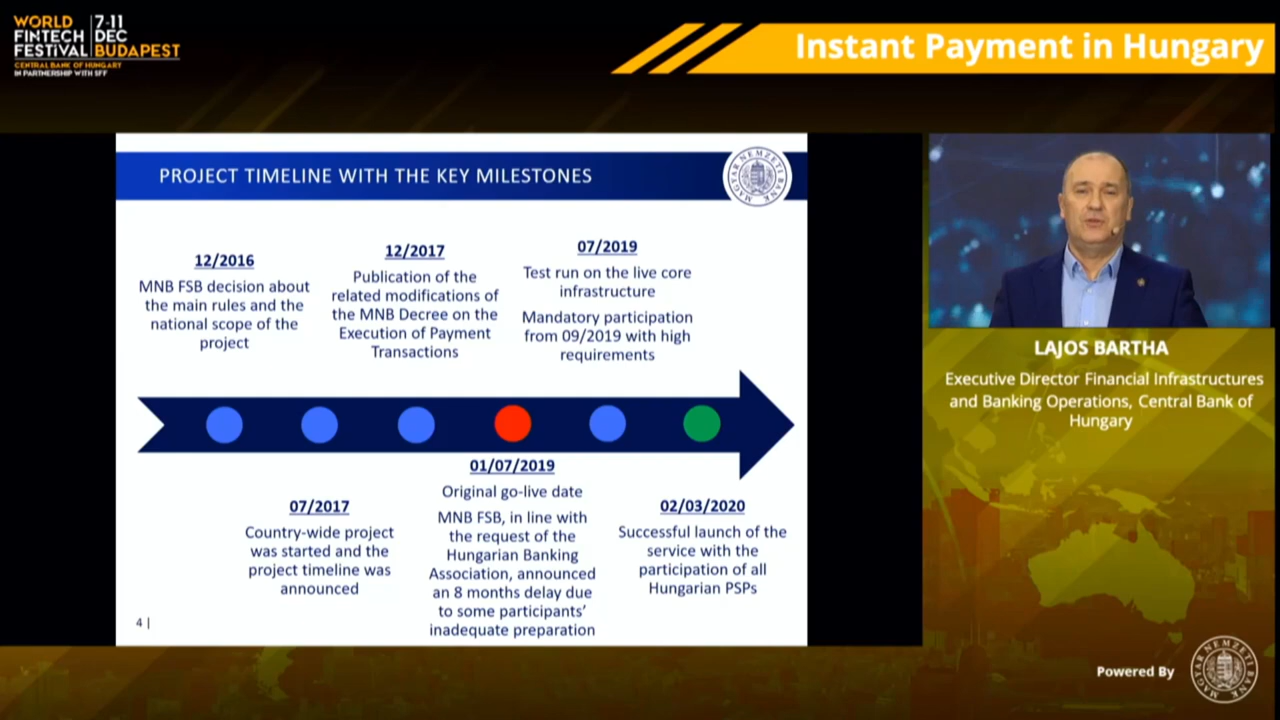 WORLD
FINTECH
FESTIVAL
7-11
DEC
BUDAPEST
CENTRAL BANK OF HUNGARY
IN PARTNERSHIP WITH SFF
Instant Payment in Hungary
PROJECT TIMELINE WITH THE KEY MILESTONES
MAGYAR NEMZETI BANK
12/2016
MNB FSB decision about
the main rules and the
national scope of the
project
12/2017
Publication of the
related modifications of
the MNB Decree on the
Execution of Payment
Transactions
07/2019
Test run on the live core
infrastructure
Mandatory participation
from 09/2019 with high
requirements
07/2017
Country-wide project
was started and the
project timeline was
announced
01/07/2019
Original go-live date
MNB FSB, in line with
the request of the
Hungarian Banking
Association, announced
an 8 months delay due
to some participants’
inadequate preparation
02/03/2020
Successful launch of the
service with the
participation of all
Hungarian PSPs
4 |
LAJOS BARTHA
Executive Director Financial Infrastructures
and Banking Operations, Central Bank of
Hungary
Powered By
MAGYAR NEMZETI BANK